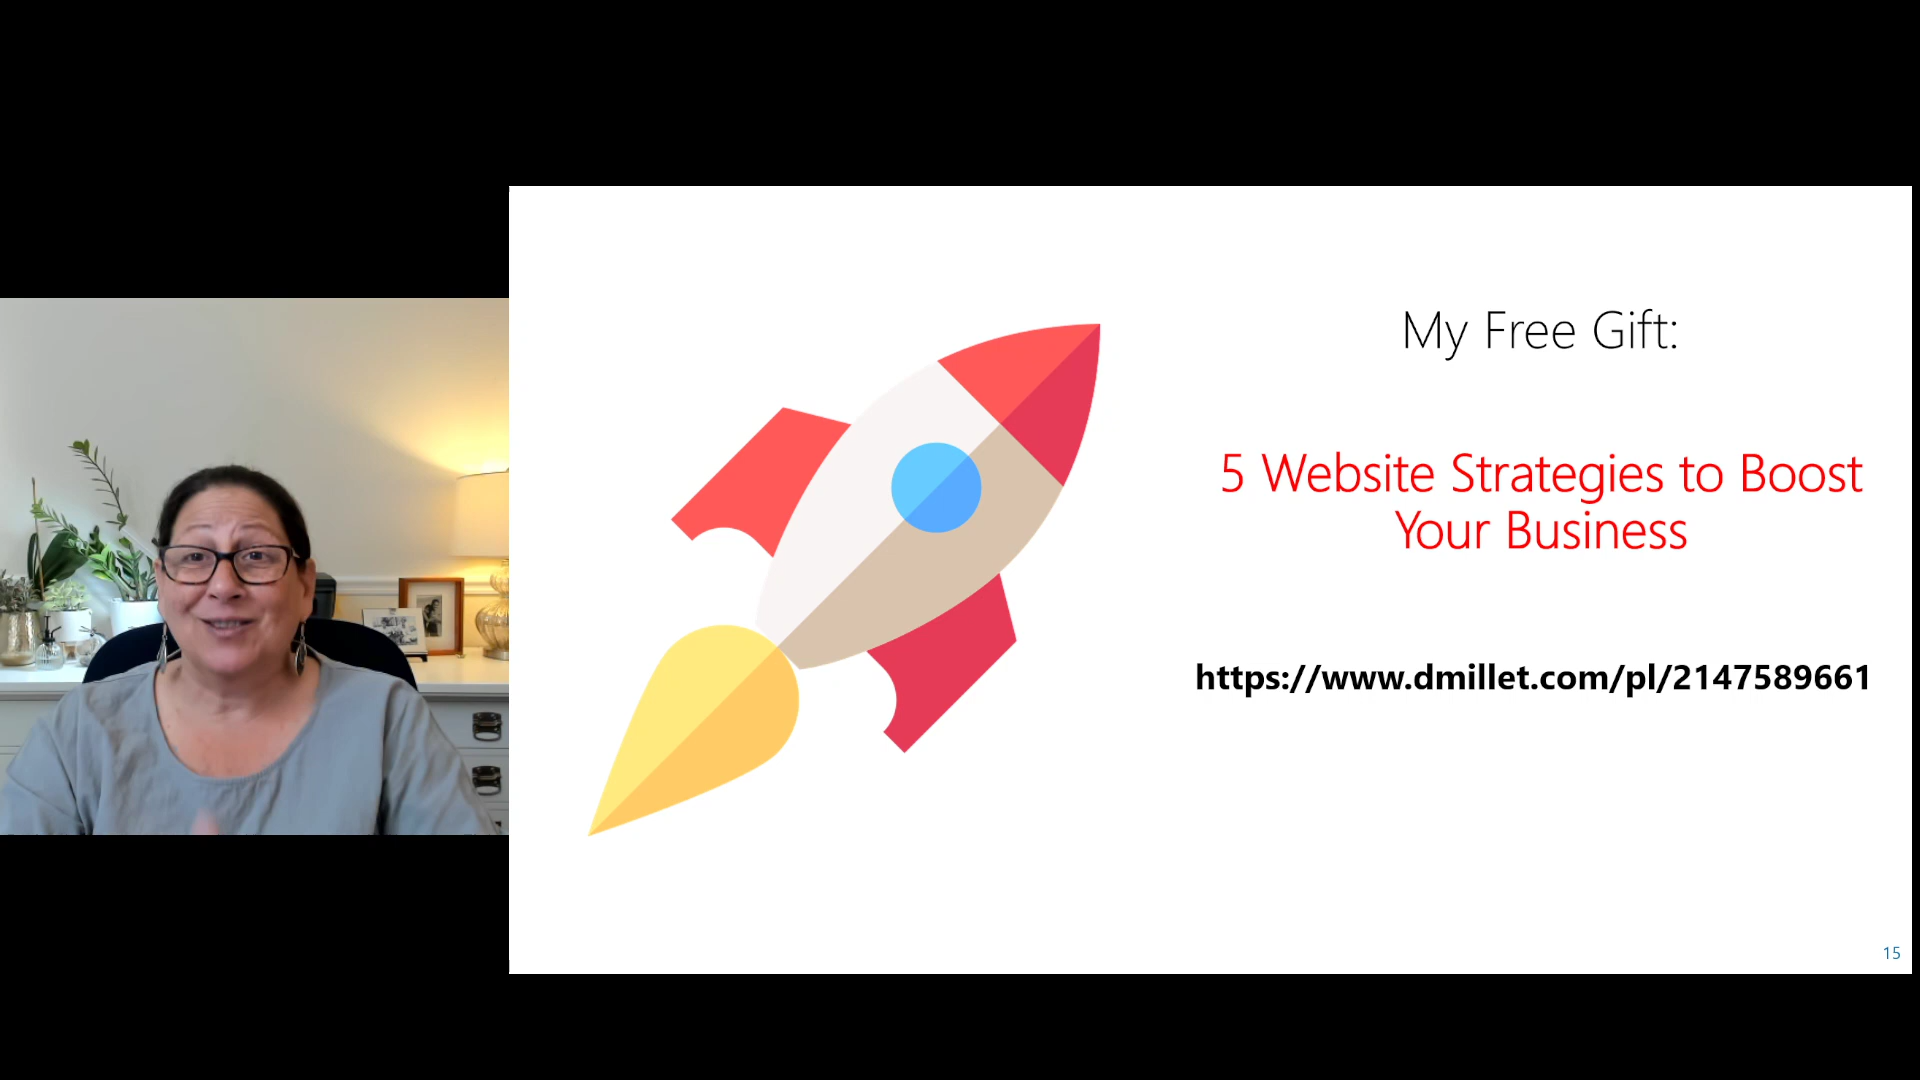 My Free Gift:
5 Website Strategies to Boost
Your Business
https://www.dmillet.com/pl/2147589661
15